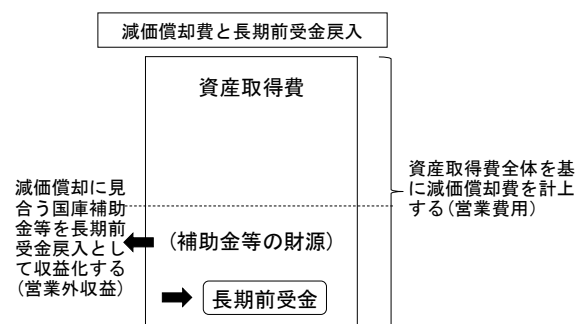 減価償却費と長期前受金戻入
資産取得費
資産取得費全体を基
に減価償却費を計上
する(営業費用)
減価償却に見
合う国庫補助
金等を長期前
受金戻入とし
て収益化する
(営業外収益)
(補助金等の財源)
長期前受金